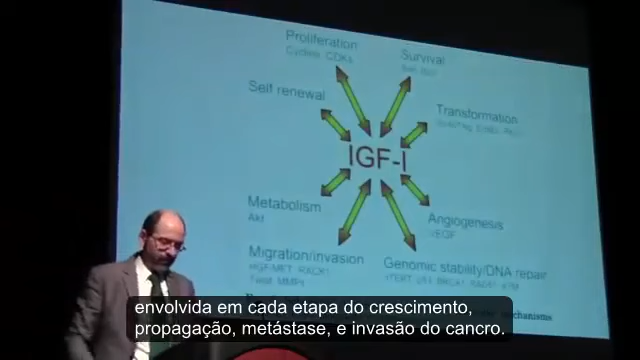 Proliferation
Cyclins, CDKs
Survival
Self renewal
Transformation
IGF-I
Metabolism
Akt
Angiogenesis
VEGF
Migration/invasion
Genomic stability/DNA repair
mechanisms
envolvida em cada etapa do crescimento,
propagação, metástase, e invasão do cancro.